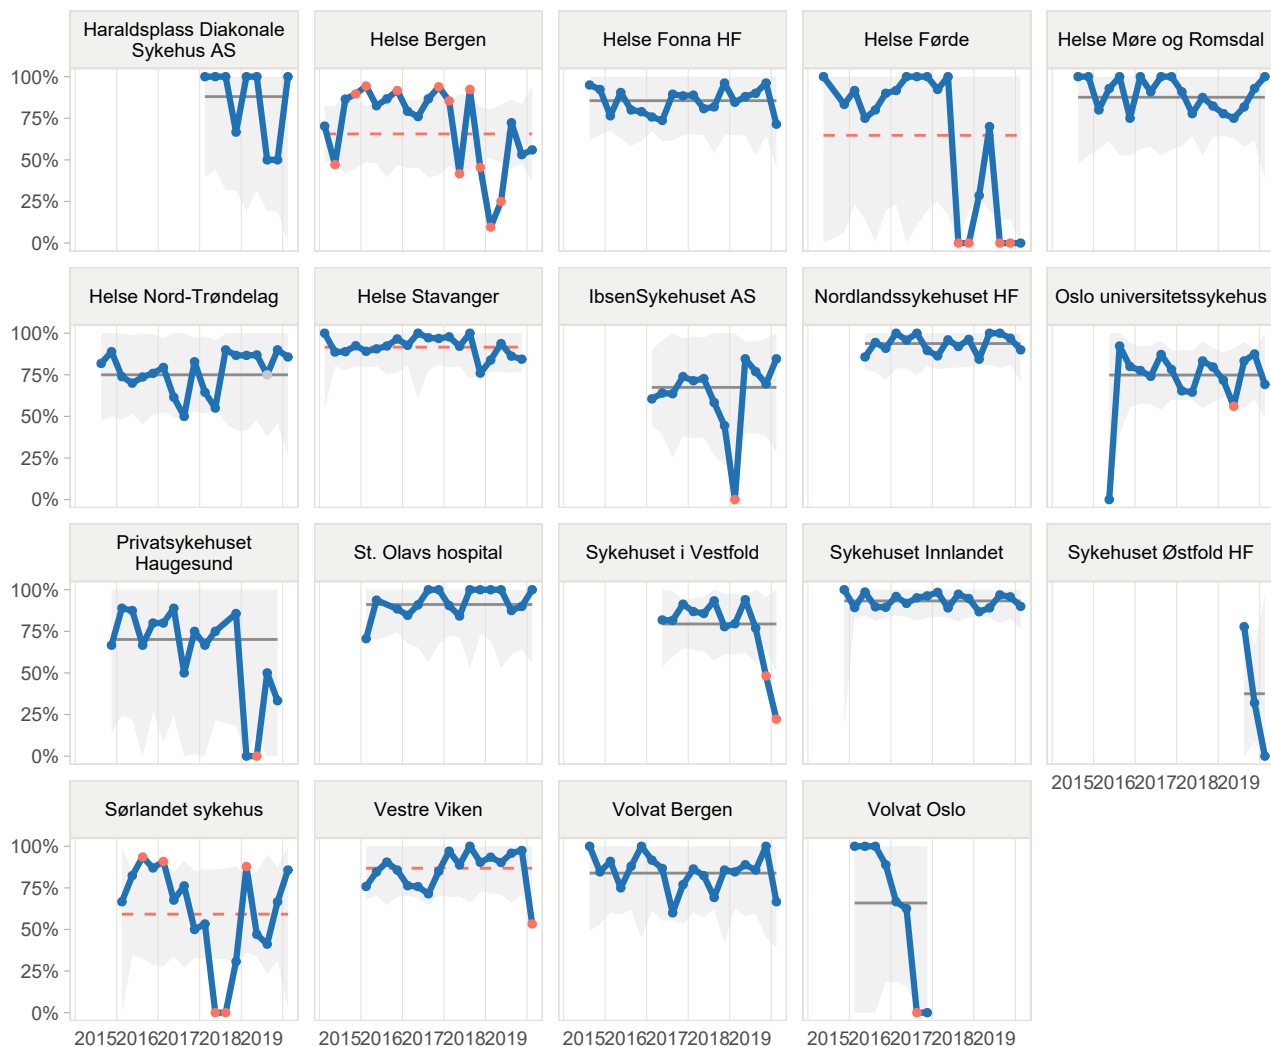 Haraldsplass Diakonale
Sykehus AS
Helse Bergen
Helse Fonna HF
Helse Førde
Helse Møre og Romsdal
100%
75%
50%
25%
0%
Helse Nord-Trøndelag
Helse Stavanger
IbsenSykehuset AS
Nordlandssykehuset HF
Oslo universitetssykehus
100%
75%
50%
25%
0%
Privatsykehuset
Haugesund
St. Olavs hospital
Sykehuset i Vestfold
Sykehuset Innlandet
Sykehuset Østfold HF
100%
75%
50%
25%
0%
2015 2016 2017 2018 2019
Sørlandet sykehus
Vestre Viken
Volvat Bergen
Volvat Oslo
100%
75%
50%
25%
0%
2015 2016 2017 2018 2019
2015 2016 2017 2018 2019
2015 2016 2017 2018 2019
2015 2016 2017 2018 2019